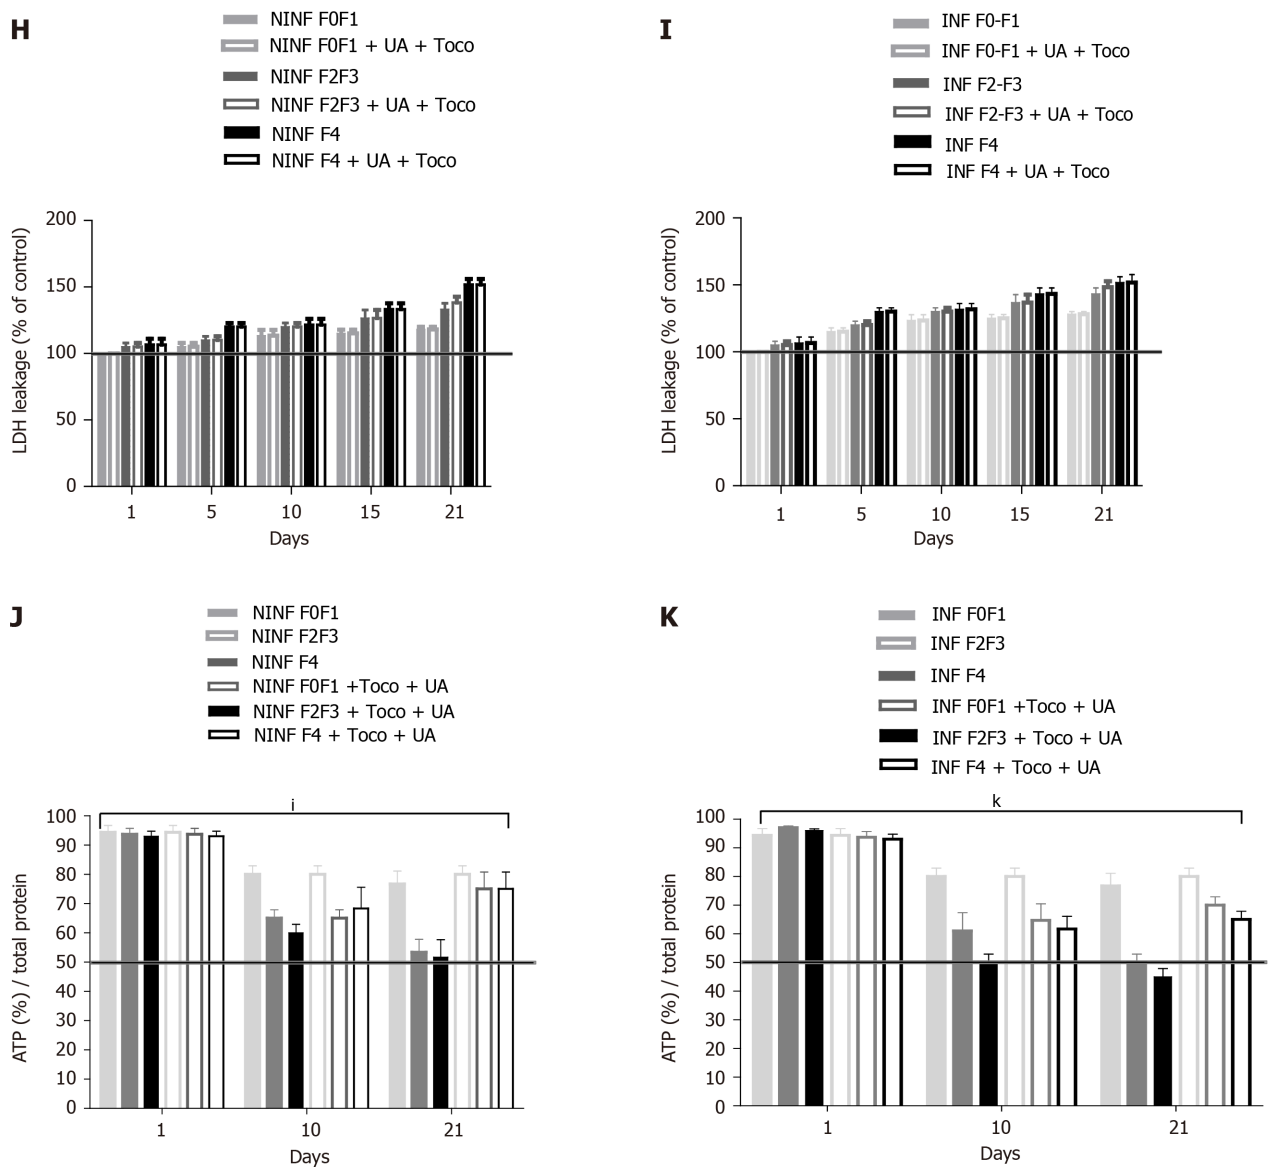 H
NINF F0F1
NINF F0F1 + UA + Toco
NINF F2F3
NINF F2F3 + UA + Toco
NINF F4
NINF F4 + UA + Toco
LDH leakage (% of control)
200
150
100
50
0
1 5 10 15 21
Days
I
INF F0-F1
INF F0-F1 + UA + Toco
INF F2-F3
INF F2-F3 + UA + Toco
INF F4
INF F4 + UA + Toco
LDH leakage (% of control)
200
150
100
50
0
1 5 10 15 21
Days
J
NINF F0F1
NINF F2F3
NINF F4
NINF F0F1 +Toco + UA
NINF F2F3 + Toco + UA
NINF F4 + Toco + UA
i
ATP (%) / total protein
100
90
80
70
60
50
40
30
20
10
0
1 10 21
Days
K
INF F0F1
INF F2F3
INF F4
INF F0F1 +Toco + UA
INF F2F3 + Toco + UA
INF F4 + Toco + UA
k
ATP (%) / total protein
100
90
80
70
60
50
40
30
20
10
0
1 10 21
Days